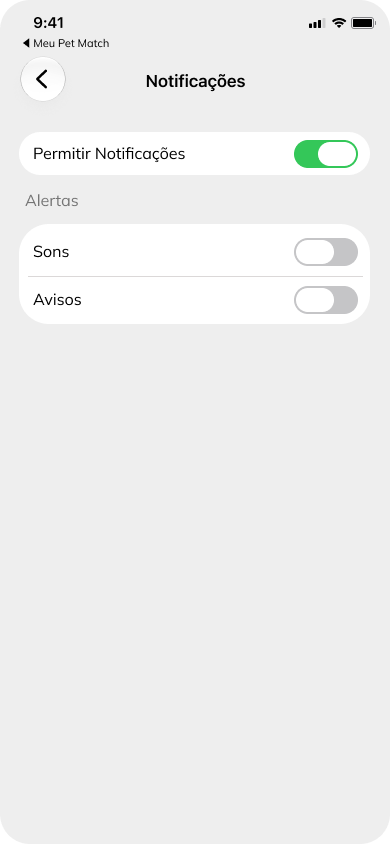 9:41
Meu Pet Match
Notificações
Permitir Notificações
Alertas
Sons
Avisos